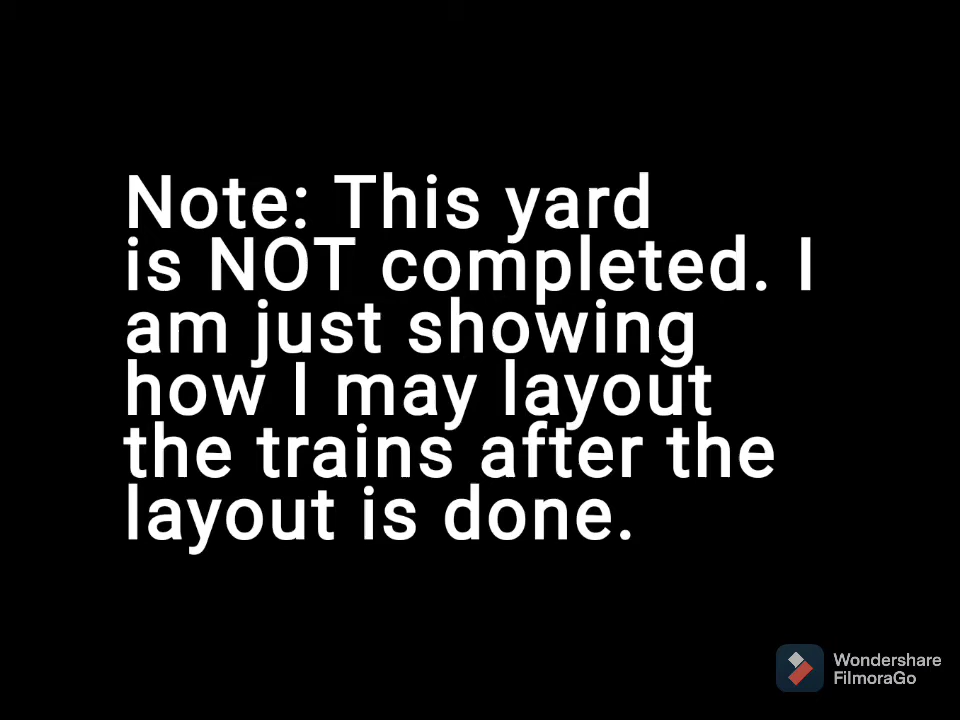 Note: This yard
is NOT completed. I
am just showing
how I may layout
the trains after the
layout is done.
Wondershare
FilmoraGo